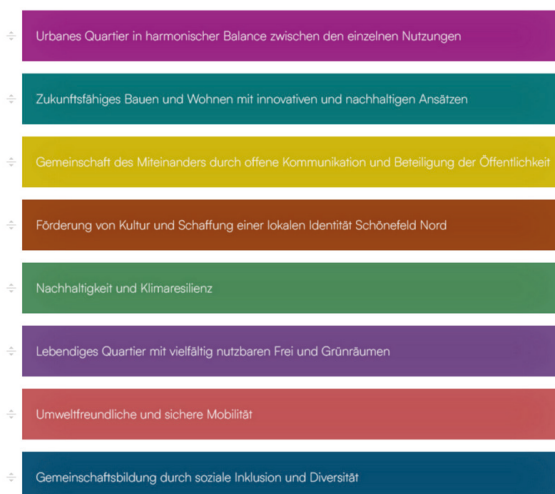 Urbanes Quartier in harmonischer Balance zwischen den einzelnen Nutzungen
Zukunftsfähiges Bauen und Wohnen mit innovativen und nachhaltigen Ansätzen
Gemeinschaft des Miteinanders durch offene Kommunikation und Beteiligung der Öffentlichkeit
Förderung von Kultur und Schaffung einer lokalen Identität Schönefeld Nord
Nachhaltigkeit und Klimaresilienz
Lebendiges Quartier mit vielfältig nutzbaren Frei und Grünräumen
Umweltfreundliche und sichere Mobilität
Gemeinschaftsbildung durch soziale Inklusion und Diversität